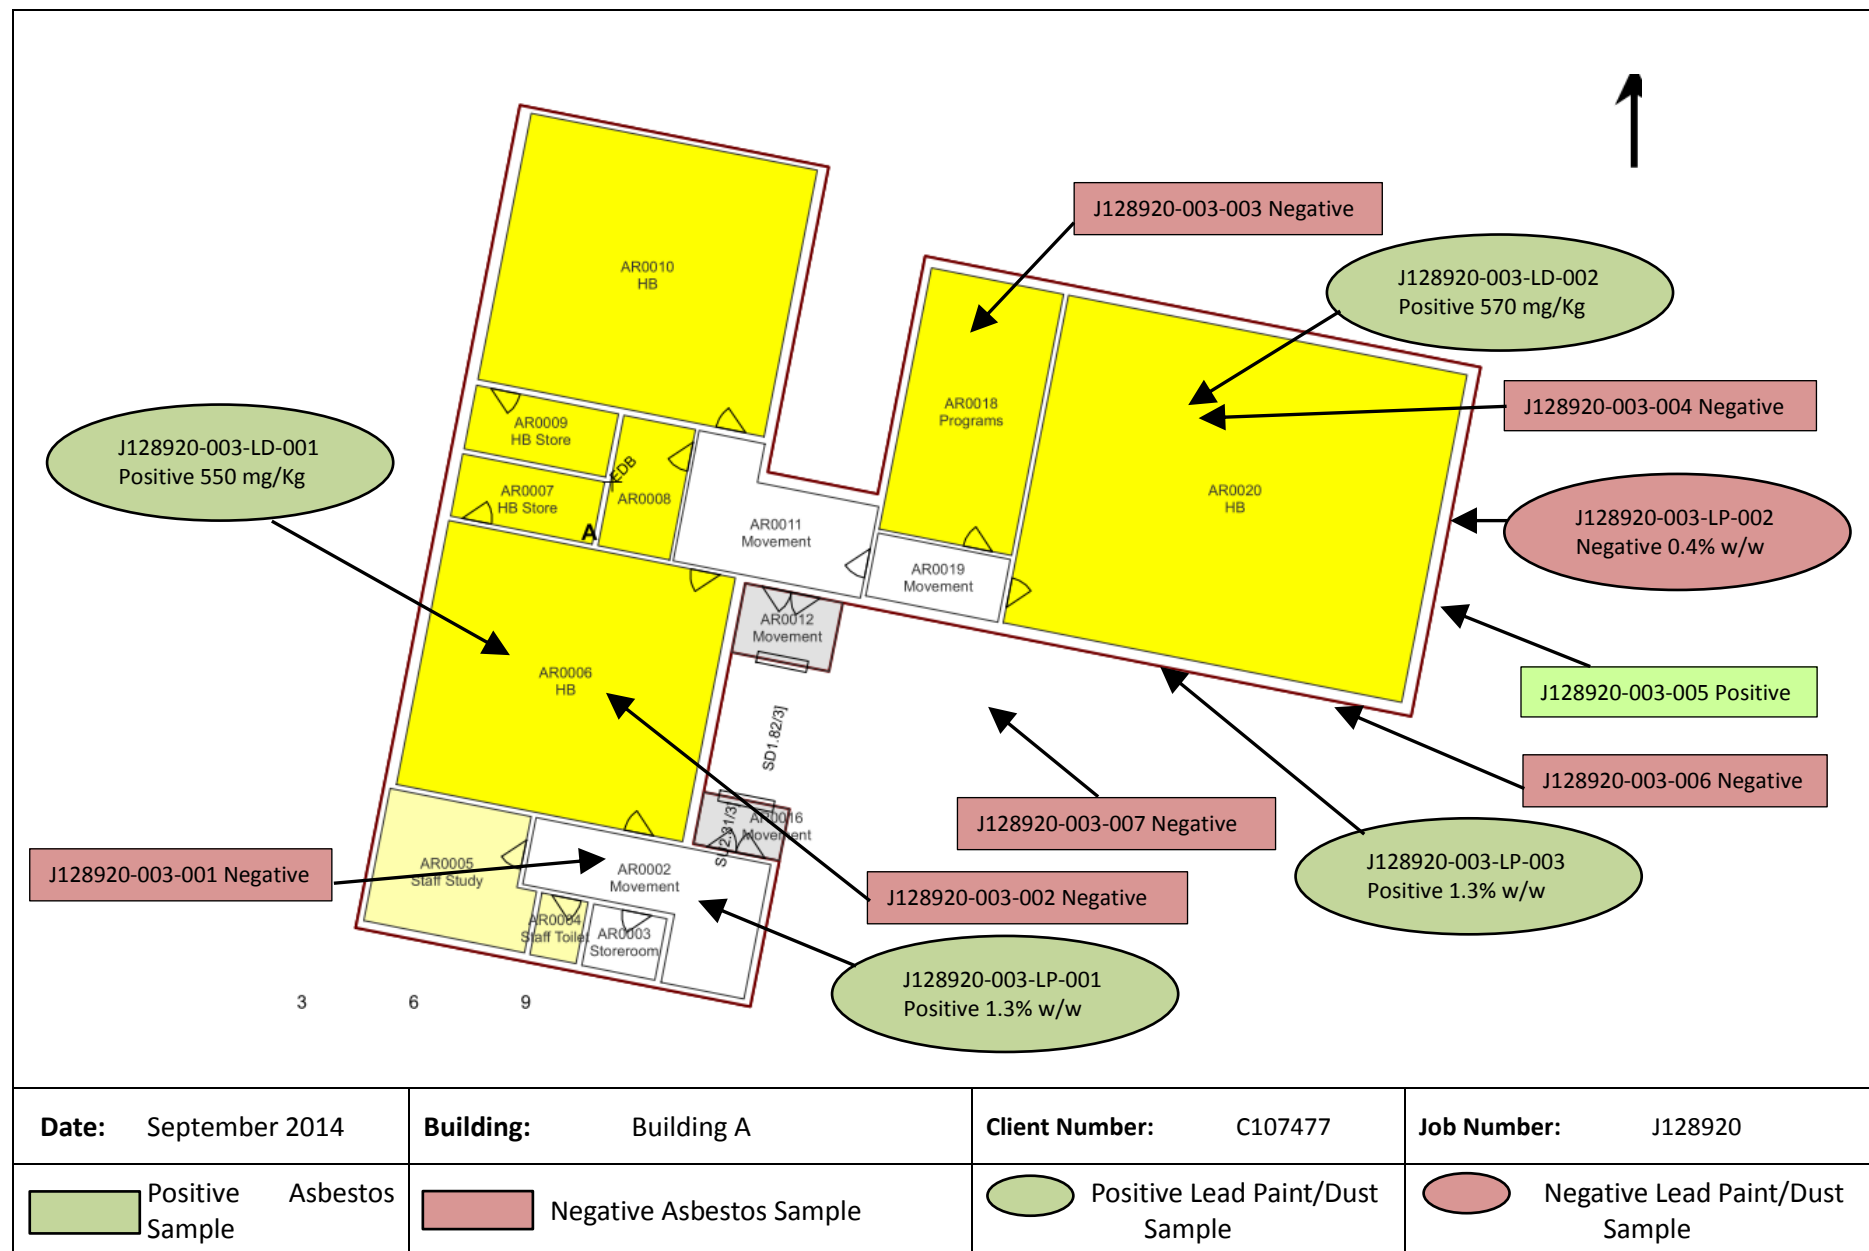 J128920-003-003 Negative
J128920-003-LD-002
Positive 570 mg/Kg
AR0010
HB
J128920-003-004 Negative
AR0018
Programs
J128920-003-LD-001
Positive 550 mg/Kg
AR0009
HB Store
EDB
AR0007
HB Store
AR0008
A
AR0011
Movement
AR0020
HB
J128920-003-LP-002
Negative 0.4% w/w
AR0019
Movement
AR0012
Movement
AR0006
HB
J128920-003-005 Positive
SD1.82/3]
J128920-003-006 Negative
J128920-003-007 Negative
AR0016
Movement
J128920-003-LP-003
Positive 1.3% w/w
J128920-003-001 Negative
AR0005
Staff Study
AR0002
Movement
J128920-003-002 Negative
AR0004
Staff Toilet
AR0003
Storeroom
J128920-003-LP-001
Positive 1.3% w/w
3 6 9
Date: September 2014
Building: Building A
Client Number: C107477
Job Number: J128920
Positive Asbestos
Sample
Negative Asbestos Sample
Positive Lead Paint/Dust
Sample
Negative Lead Paint/Dust
Sample